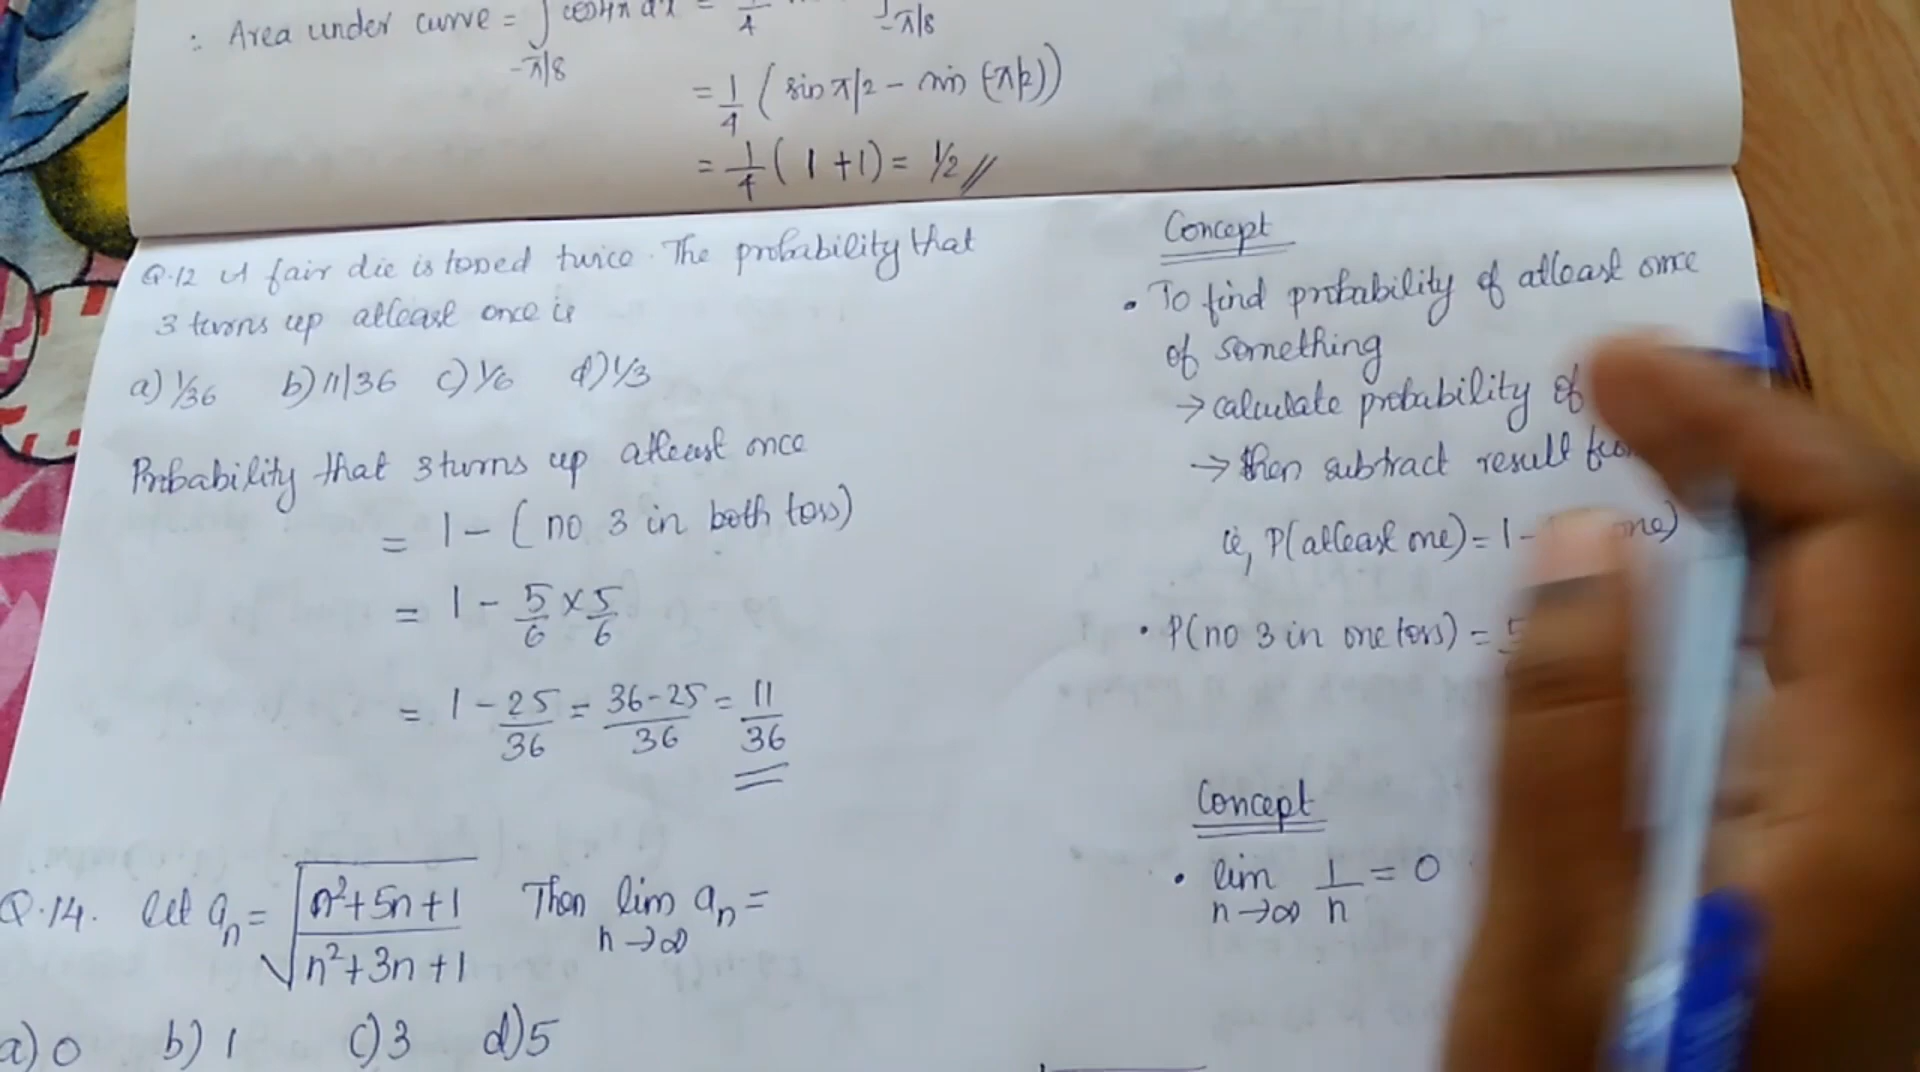 : Area under curve = ∫ cos4x dx =
-π/8
4
-π/8
= 1/4 ( sin π/2 - sin (-π/2))
= 1/4 ( 1 + 1) = 1/2 //
Q.12 A fair die is tossed twice. The probability that
3 turns up atleast once is
a) 1/36 b) 11/36 c) 1/6 d) 1/3
Probability that 3 turns up atleast once
= 1 - ( no 3 in both toss)
= 1 - 5/6 × 5/6
= 1 - 25/36 = 36-25/36 = 11/36
Q.14. Let aₙ = √(n²+5n+1 / n²+3n+1) Then lim n→∞ aₙ =
a) 0 b) 1 c) 3 d) 5
Concept
• To find probability of atleast once
of something
→ calculate probability of
→ then subtract result
ie, P(atleast one) = 1 -
• P(no 3 in one toss) = 5
Concept
• lim n→∞ 1/n = 0